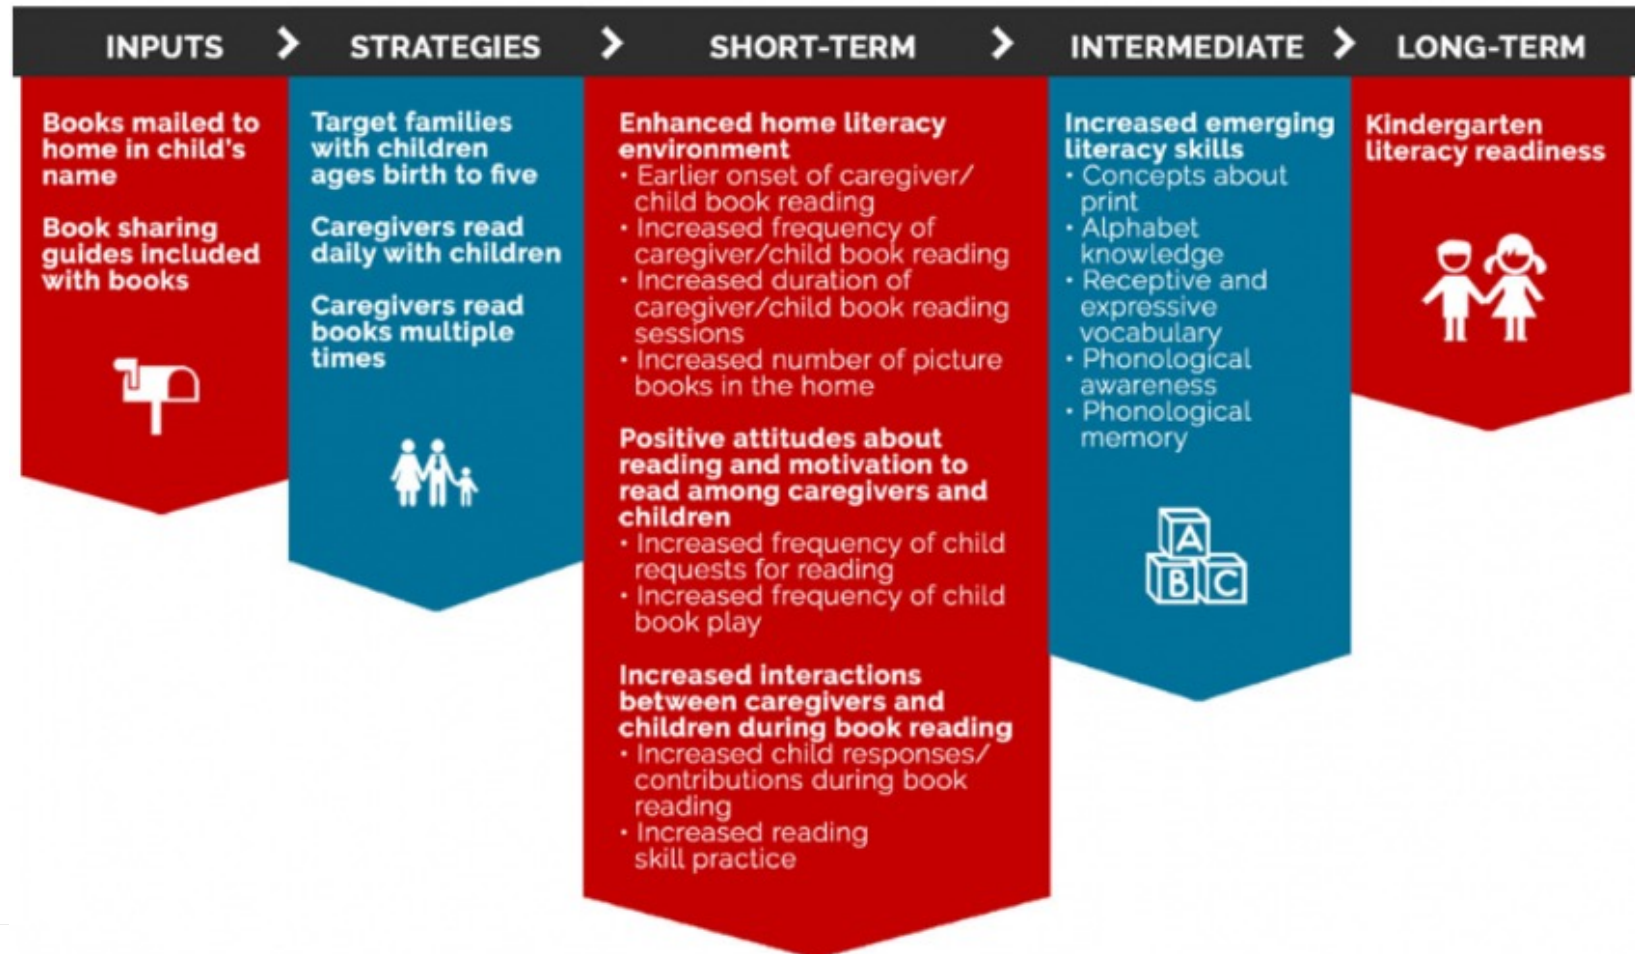 INPUTS > STRATEGIES > SHORT-TERM > INTERMEDIATE > LONG-TERM
Books mailed to
home in child's
name
Book sharing
guides included
with books
Target families
with children
ages birth to five
Caregivers read
daily with children
Caregivers read
books multiple
times
Enhanced home literacy
environment
• Earlier onset of caregiver/
child book reading
• Increased frequency of
caregiver/child book reading
• Increased duration of
caregiver/child book reading
sessions
• Increased number of picture
books in the home
Positive attitudes about
reading and motivation to
read among caregivers and
children
• Increased frequency of child
requests for reading
• Increased frequency of child
book play
Increased interactions
between caregivers and
children during book reading
• Increased child responses/
contributions during book
reading
• Increased reading
skill practice
Increased emerging
literacy skills
• Concepts about
print
• Alphabet
knowledge
• Receptive and
expressive
vocabulary
• Phonological
awareness
• Phonological
memory
A
B C
Kindergarten
literacy readiness